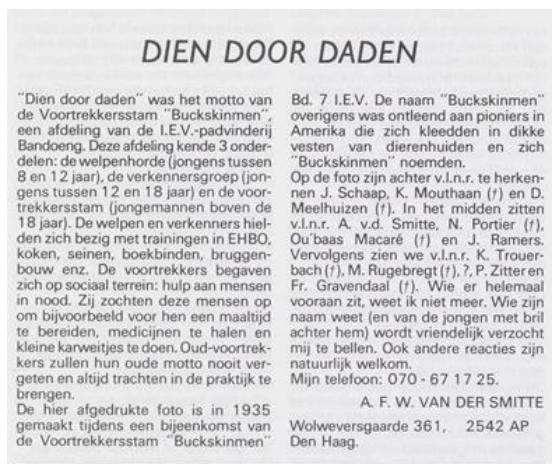 DIEN DOOR DADEN
"Dien door daden" was het motto van
de Voortrekkersstam "Buckskinmen",
een afdeling van de I.E.V.-padvinderij
Bandoeng. Deze afdeling kende 3 onder-
delen: de welpenhorde (jongens tussen
8 en 12 jaar), de verkennersgroep (jon-
gens tussen 12 en 18 jaar) en de voor-
trekkersstam (jongemannen boven de
18 jaar). De welpen en verkenners hiel-
den zich bezig met trainingen in EHBO,
koken, seinen, boekbinden, bruggen-
bouw enz. De voortrekkers begaven
zich op sociaal terrein: hulp aan mensen
in nood. Zij zochten deze mensen op
om bijvoorbeeld voor hen een maaltijd
te bereiden, medicijnen te halen en
kleine karweitjes te doen. Oud-voortrek-
kers zullen hun oude motto nooit ver-
geten en altijd trachten in de praktijk te
brengen.
De hier afgedrukte foto is in 1935
gemaakt tijdens een bijeenkomst van
de Voortrekkersstam "Buckskinmen"
Bd. 7 I.E.V. De naam "Buckskinmen"
overigens was ontleend aan pioniers in
Amerika die zich kleedden in dikke
vesten van dierenhuiden en zich
"Buckskinmen" noemden.
Op de foto zijn achter v.l.n.r. te herken-
nen J. Schaap, K. Mouthaan (†) en D.
Meelhuizen (†). In het midden zitten
v.l.n.r. A. v.d. Smitte, N. Portier (†),
Ou'baas Macaré (†) en J. Ramers.
Vervolgens zien we v.l.n.r. K. Trouer-
bach (†), M. Rugebregt (†), ?, P. Zitter en
Fr. Gravendaal (†). Wie er helemaal
vooraan zit, weet ik niet meer. Wie zijn
naam weet (en van de jongen met bril
achter hem) wordt vriendelijk verzocht
mij te bellen. Ook andere reacties zijn
natuurlijk welkom.
Mijn telefoon: 070 - 67 17 25.
A. F. W. VAN DER SMITTE
Wolweversgaarde 361, 2542 AP
Den Haag.